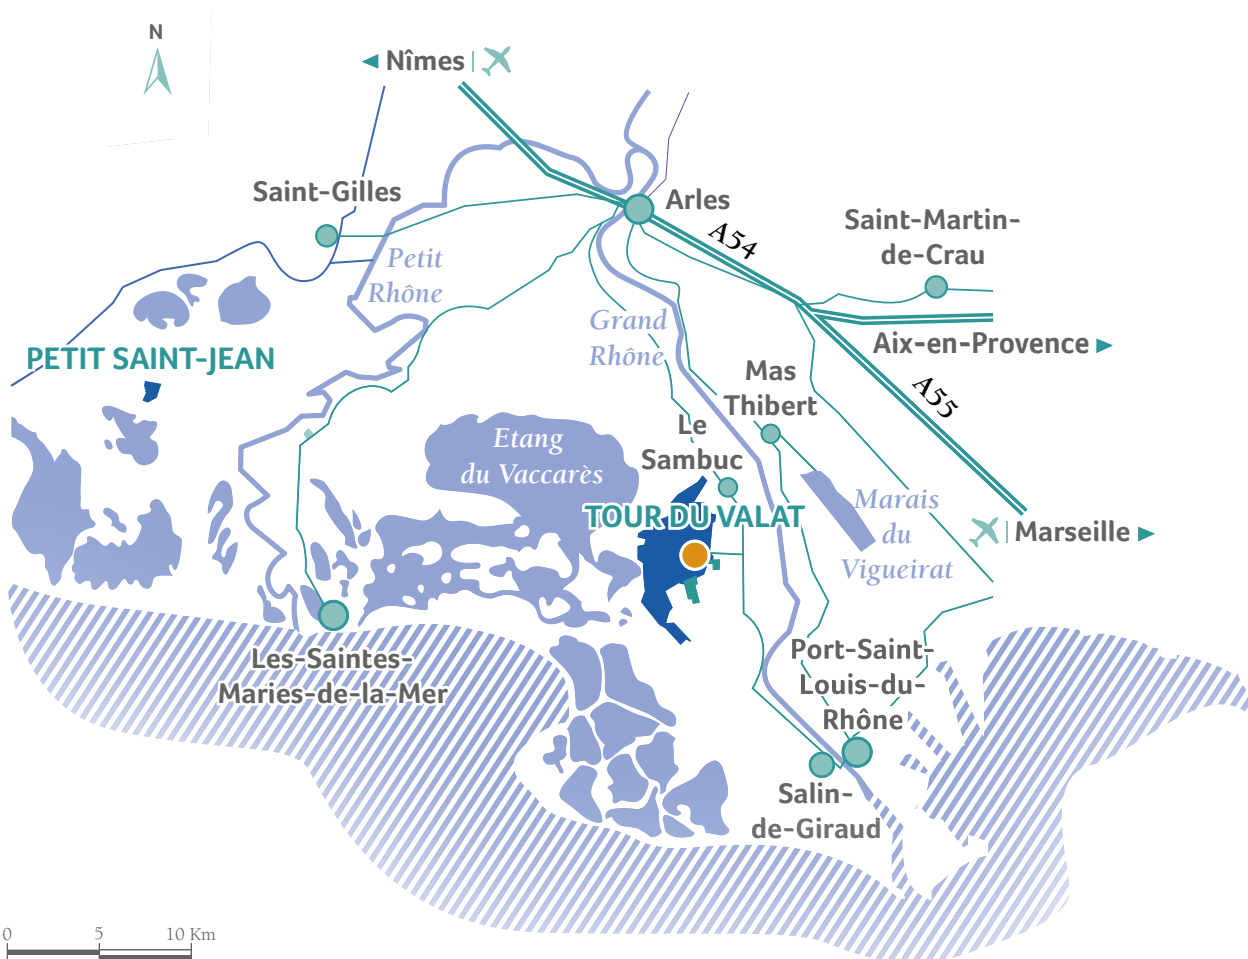 N
Nîmes
Saint-Gilles
Arles
A54
Saint-Martin-
de-Crau
Petit
Rhône
Grand
Rhône
Aix-en-Provence
PETIT SAINT-JEAN
Mas
Thibert
A55
Le
Sambuc
Etang
du Vaccarès
TOUR DU VALAT
Marais
du
Vigueirat
Marseille
Les-Saintes-
Maries-de-la-Mer
Port-Saint-
Louis-du-
Rhône
Salin-
de-Giraud
0 5 10 Km